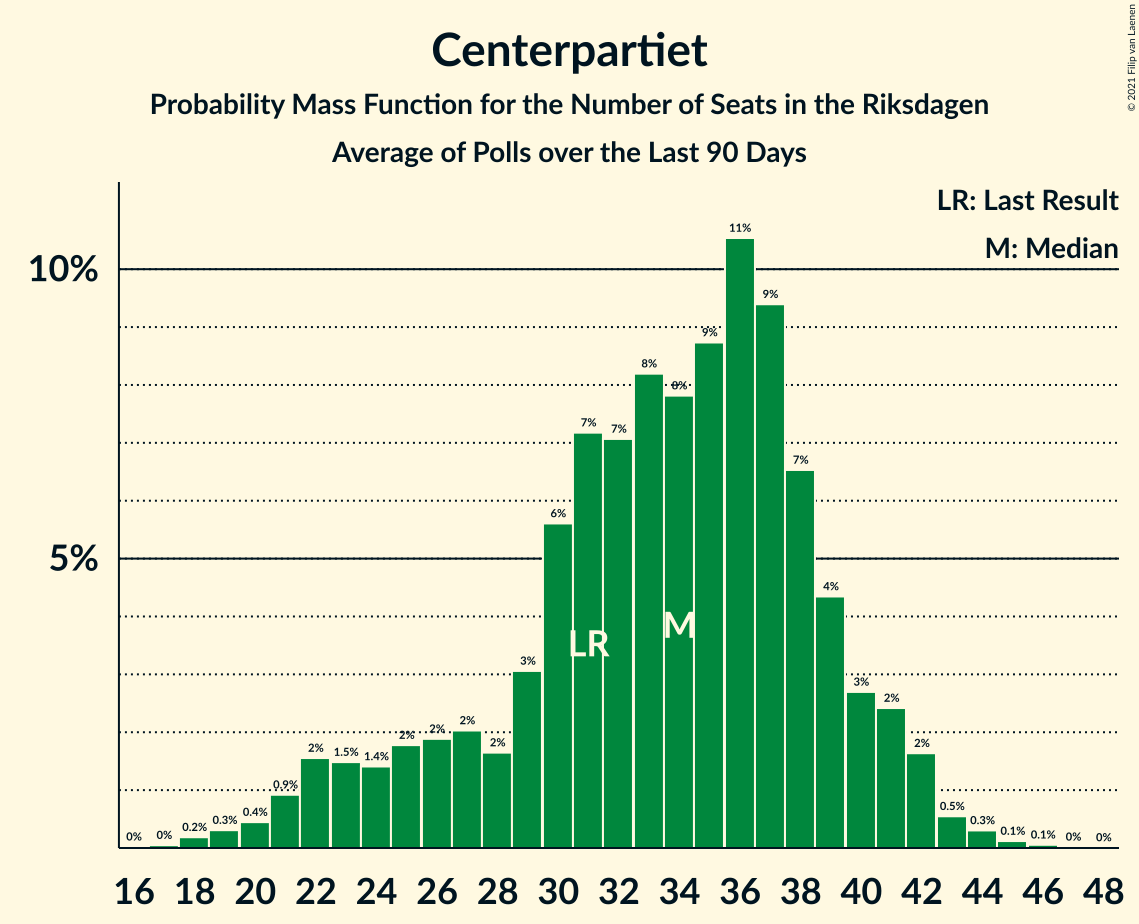 © 2021 Filip van Laenen
Centerpartiet
Probability Mass Function for the Number of Seats in the Riksdagen
Average of Polls over the Last 90 Days
LR: Last Result
M: Median
10%
5%
0% 0% 0.2% 0.3% 0.4% 0.9% 2% 1.5% 1.4% 2% 2% 2% 2% 3% 6% 7% 7% 8% 8% 9% 11% 9% 7% 4% 3% 2% 2% 0.5% 0.3% 0.1% 0.1% 0% 0%
LR M
16 18 20 22 24 26 28 30 32 34 36 38 40 42 44 46 48